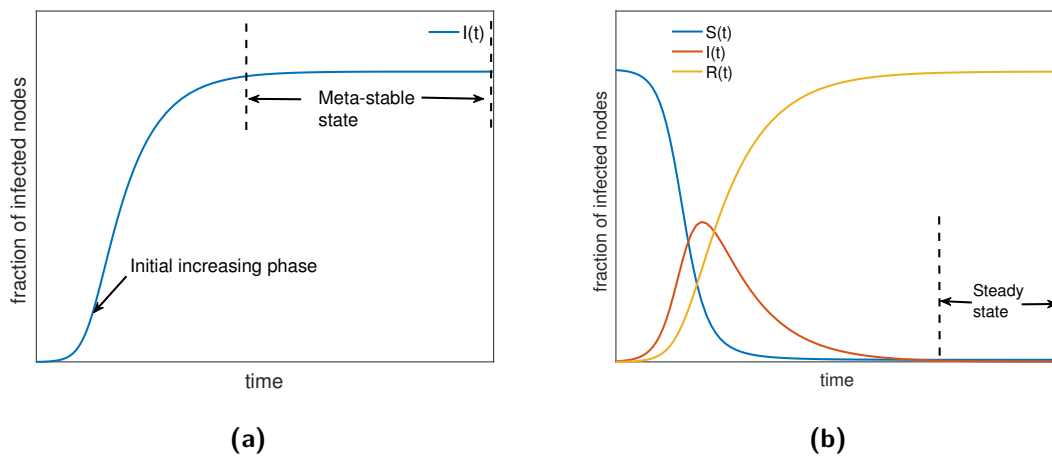 I(t)
Meta-stable
state
Initial increasing phase
fraction of infected nodes
time
(a)
S(t)
I(t)
R(t)
Steady
state
fraction of infected nodes
time
(b)